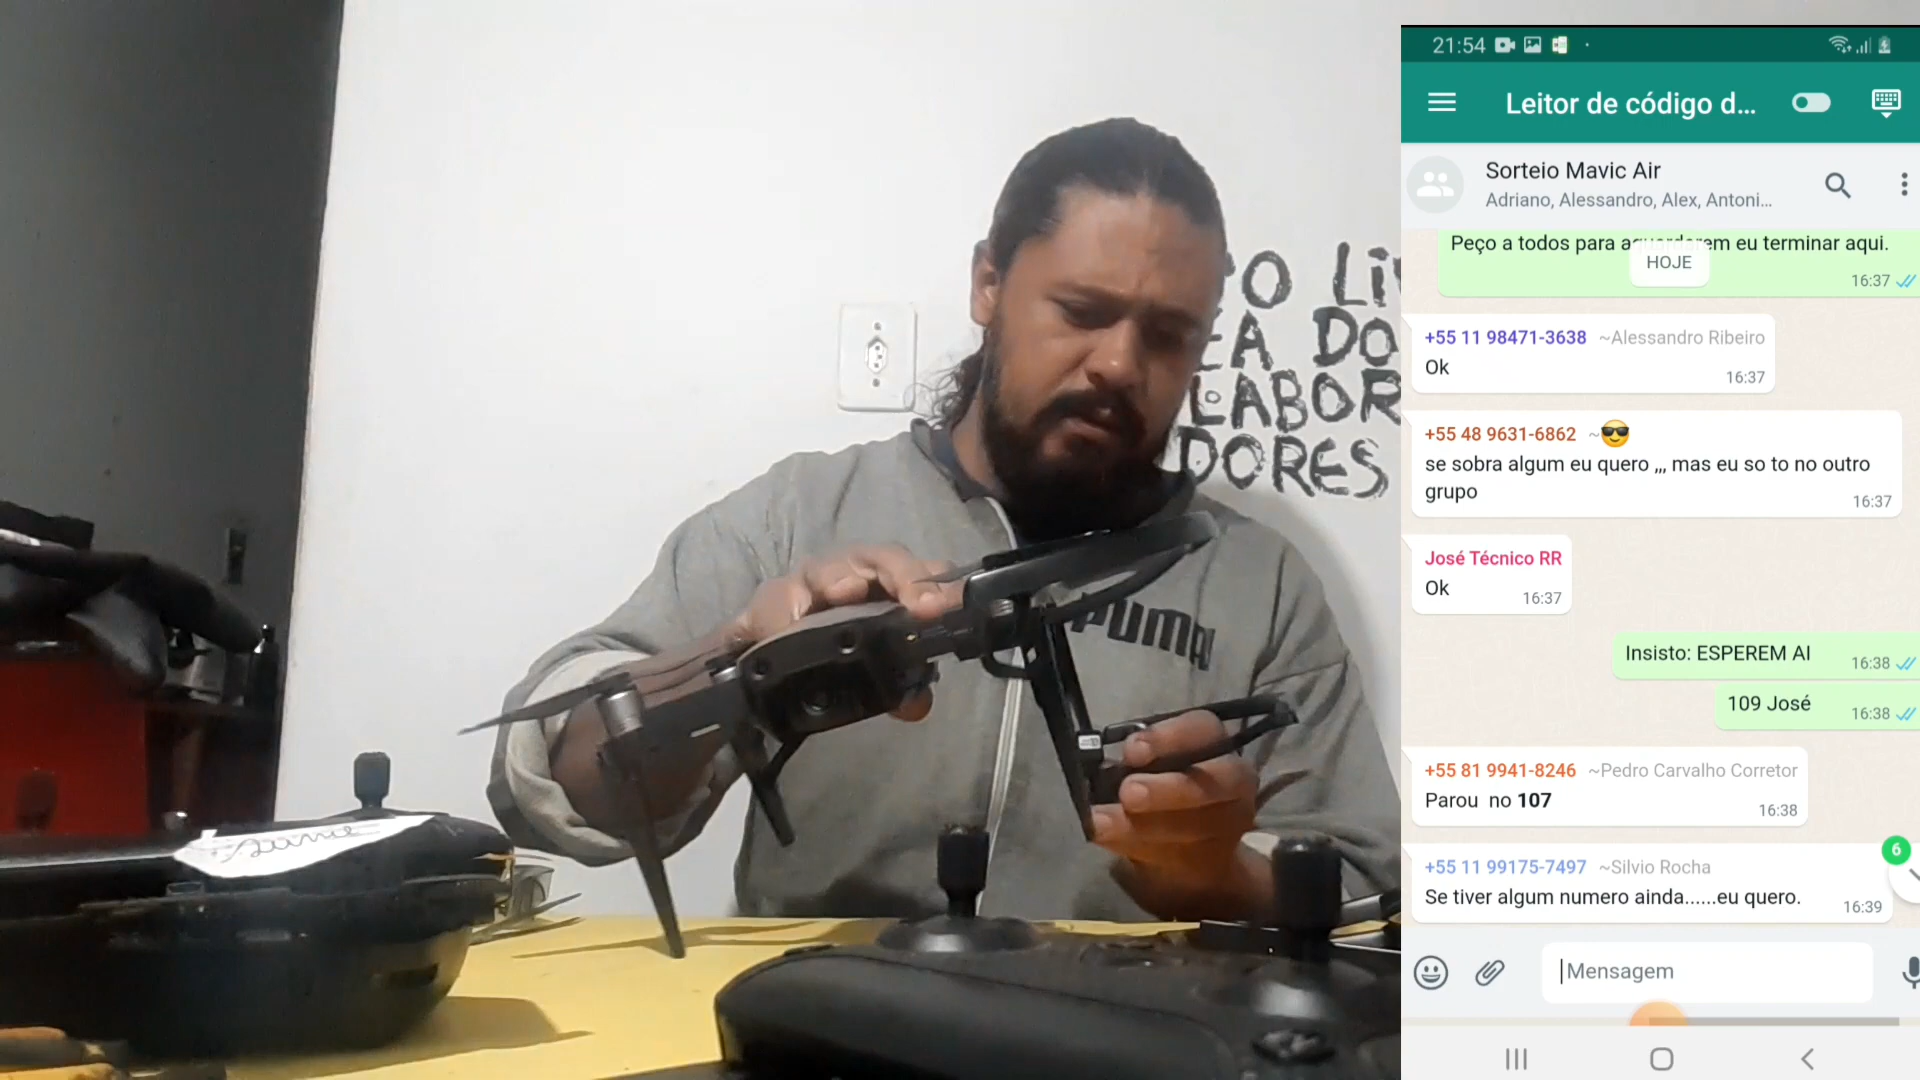 O Li
EA DO
LABOR
DORES
PUMA
21:54
Leitor de código d...
Sorteio Mavic Air
Adriano, Alessandro, Alex, Antoni...
Peço a todos para aguardarem eu terminar aqui.
16:37
HOJE
+55 11 98471-3638 ~Alessandro Ribeiro
Ok
16:37
+55 48 9631-6862 ~😎
se sobra algum eu quero ,,, mas eu so to no outro
grupo
16:37
José Técnico RR
Ok
16:37
Insisto: ESPEREM AI
16:38
109 José
16:38
+55 81 9941-8246 ~Pedro Carvalho Corretor
Parou no 107
16:38
6
+55 11 99175-7497 ~Silvio Rocha
Se tiver algum numero ainda......eu quero.
16:39
Mensagem